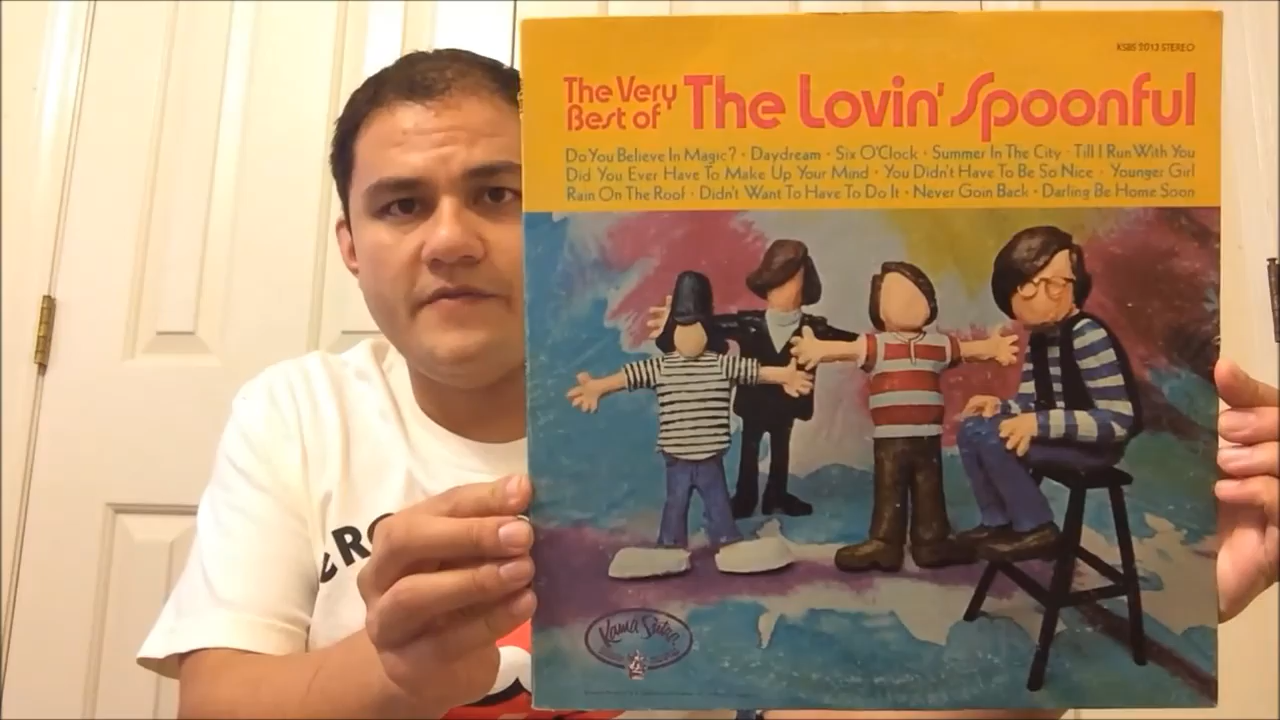 KSBS 2013 STEREO
The Very Best of The Lovin' Spoonful
Do You Believe In Magic? • Daydream • Six O'Clock • Summer In The City • Till I Run With You
Did You Ever Have To Make Up Your Mind • You Didn't Have To Be So Nice • Younger Girl
Rain On The Roof • Didn't Want To Have To Do It • Never Goin Back • Darling Be Home Soon
Kama Sutra